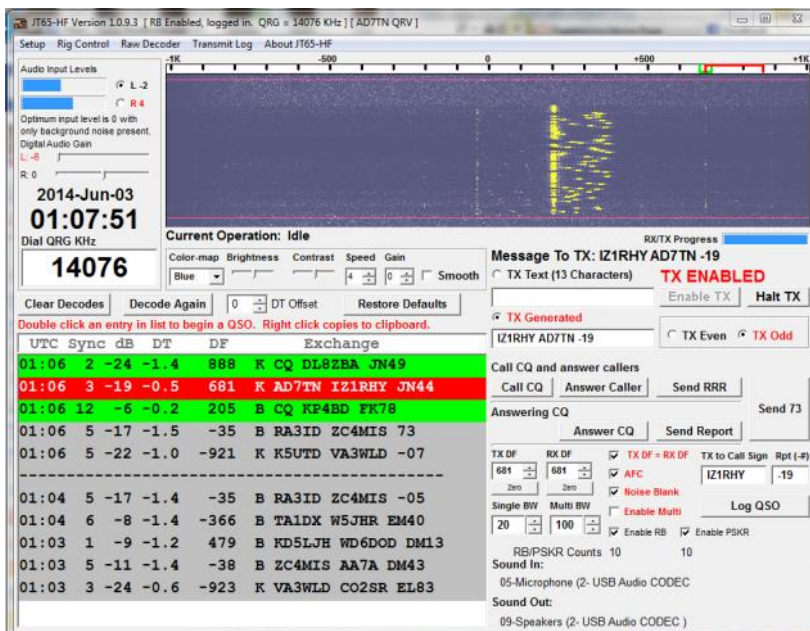 JT65-HF Version 1.0.9.3 [ RB Enabled, logged in. QRG = 14076 KHz ] [ AD7TN QRV ]
Setup Rig Control Raw Decoder Transmit Log About JT65-HF
Audio Input Levels
L -2
R 4
Optimum input level is 0 with
only background noise present.
Digital Audio Gain
L: -6
R: 0
2014-Jun-03
01:07:51
Dial QRG KHz
14076
-1K -500 0 +500 +1K
Current Operation: Idle
RX/TX Progress
Color-map Brightness Contrast Speed Gain
Blue 4 0 Smooth
Clear Decodes Decode Again 0 DT Offset Restore Defaults
Double click an entry in list to begin a QSO. Right click copies to clipboard.
UTC Sync dB DT DF Exchange
01:06 2 -24 -1.4 888 K CQ DL8ZBA JN49
01:06 3 -19 -0.5 681 K AD7TN IZ1RHY JN44
01:06 12 -6 -0.2 205 B CQ KP4BD FK78
01:06 5 -17 -1.5 -35 B RA3ID ZC4MIS 73
01:06 5 -22 -1.0 -921 K K5UTD VA3WLD -07
------------------------------------------------------------
01:04 5 -17 -1.4 -35 B RA3ID ZC4MIS -05
01:04 6 -8 -1.4 -366 B TA1DX W5JHR EM40
01:03 1 -9 -1.2 479 B KD5LJH WD6DOD DM13
01:03 5 -11 -1.4 -38 B ZC4MIS AA7A DM43
01:03 3 -24 -0.6 -923 K VA3WLD CO2SR EL83
Message To TX: IZ1RHY AD7TN -19
TX Text (13 Characters) TX ENABLED
Enable TX Halt TX
TX Generated
IZ1RHY AD7TN -19
TX Even TX Odd
Call CQ and answer callers
Call CQ Answer Caller Send RRR
Send 73
Answering CQ
Answer CQ Send Report
TX DF RX DF TX DF = RX DF TX to Call Sign Rpt (-#)
681 681 AFC IZ1RHY -19
Zero Zero Noise Blank
Single BW Multi BW Enable Multi Log QSO
20 100 Enable RB Enable PSKR
RB/PSKR Counts 10 10
Sound In:
05-Microphone (2- USB Audio CODEC
Sound Out:
09-Speakers (2- USB Audio CODEC )